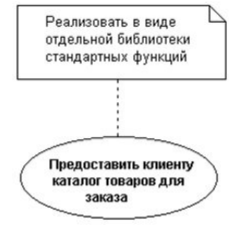 Реализовать в виде
отдельной библиотеки
стандартных функций
Предоставить клиенту
каталог товаров для
заказа